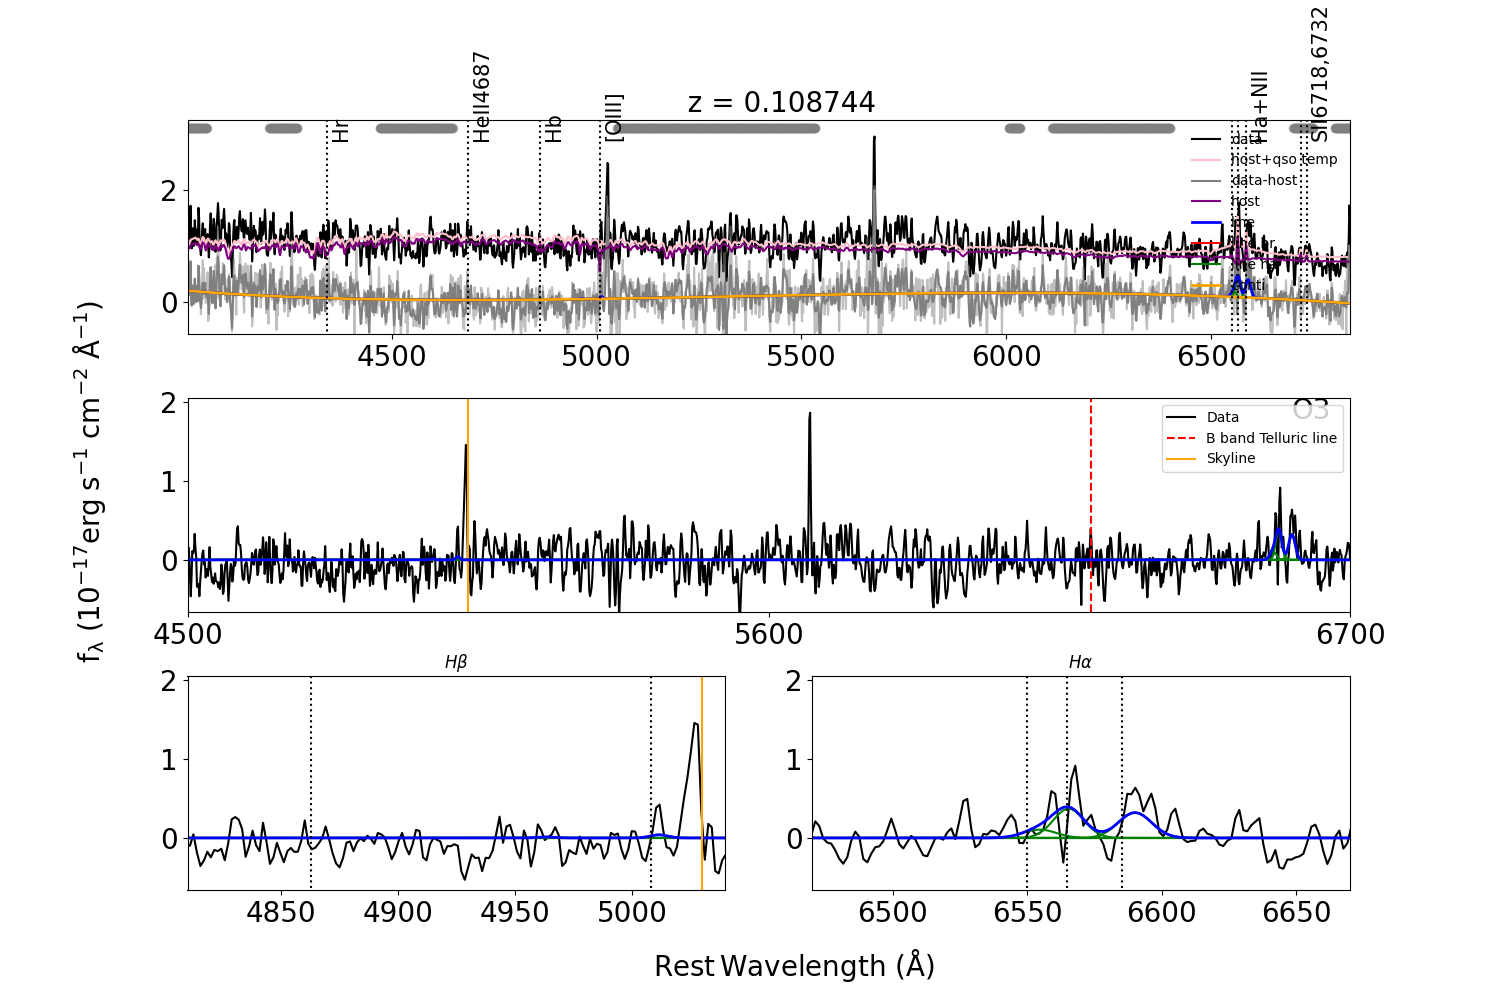 z = 0.108744
Hr
HeII4687
Hb
[OIII]
Ha+NII
SII6718,6732
data
host+qso temp
data-host
host
line
conti
2
0
4500
5000
5500
6000
6500
O3
Data
B band Telluric line
Skyline
2
1
0
4500
5600
6700
fλ (10−17erg s−1 cm−2 Å−1)
Hβ
2
1
0
4850
4900
4950
5000
Hα
2
1
0
6500
6550
6600
6650
Rest Wavelength (Å)